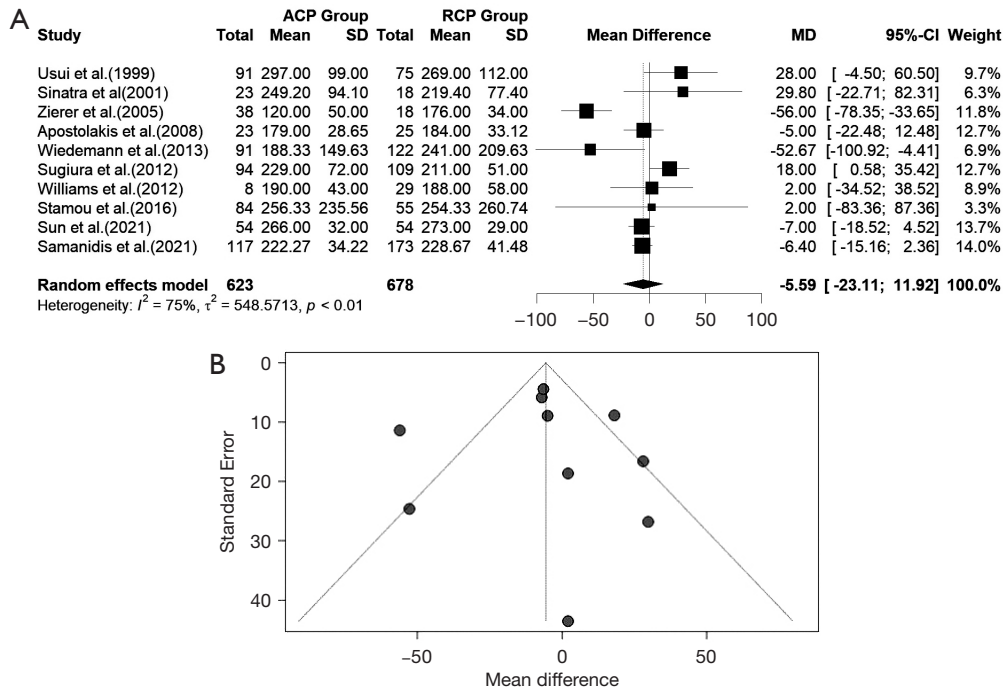 A
ACP Group RCP Group
Study Total Mean SD Total Mean SD Mean Difference MD 95%-CI Weight
Usui et al.(1999) 91 297.00 99.00 75 269.00 112.00 28.00 [ -4.50; 60.50] 9.7%
Sinatra et al(2001) 23 249.20 94.10 18 219.40 77.40 29.80 [ -22.71; 82.31] 6.3%
Zierer et al.(2005) 38 120.00 50.00 18 176.00 34.00 -56.00 [ -78.35; -33.65] 11.8%
Apostolakis et al.(2008) 23 179.00 28.65 25 184.00 33.12 -5.00 [ -22.48; 12.48] 12.7%
Wiedemann et al.(2013) 91 188.33 149.63 122 241.00 209.63 -52.67 [-100.92; -4.41] 6.9%
Sugiura et al.(2012) 94 229.00 72.00 109 211.00 51.00 18.00 [ 0.58; 35.42] 12.7%
Williams et al.(2012) 8 190.00 43.00 29 188.00 58.00 2.00 [ -34.52; 38.52] 8.9%
Stamou et al.(2016) 84 256.33 235.56 55 254.33 260.74 2.00 [ -83.36; 87.36] 3.3%
Sun et al.(2021) 54 266.00 32.00 54 273.00 29.00 -7.00 [ -18.52; 4.52] 13.7%
Samanidis et al.(2021) 117 222.27 34.22 173 228.67 41.48 -6.40 [ -15.16; 2.36] 14.0%
Random effects model 623 678 -5.59 [ -23.11; 11.92] 100.0%
Heterogeneity: I² = 75%, τ² = 548.5713, p < 0.01
−100 −50 0 50 100
B
0
10
20
30
40
Standard Error
−50 0 50
Mean difference